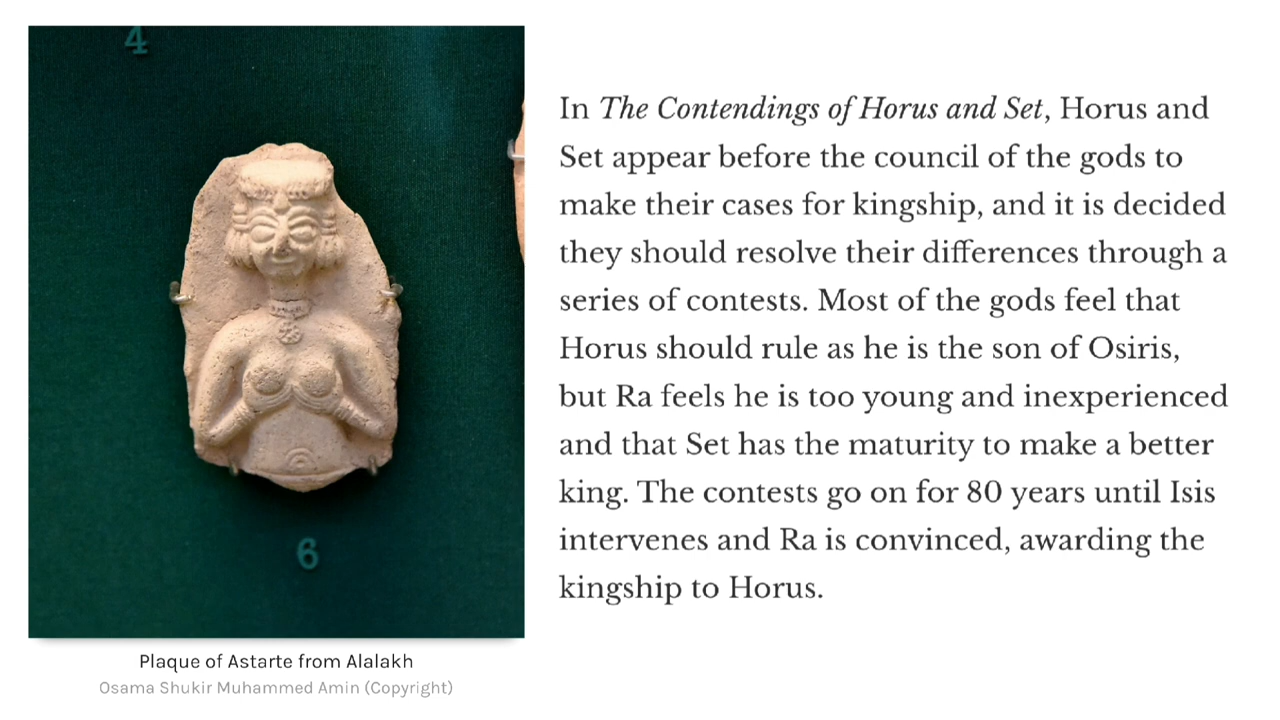 4
6
Plaque of Astarte from Alalakh
Osama Shukir Muhammed Amin (Copyright)
In The Contendings of Horus and Set, Horus and
Set appear before the council of the gods to
make their cases for kingship, and it is decided
they should resolve their differences through a
series of contests. Most of the gods feel that
Horus should rule as he is the son of Osiris,
but Ra feels he is too young and inexperienced
and that Set has the maturity to make a better
king. The contests go on for 80 years until Isis
intervenes and Ra is convinced, awarding the
kingship to Horus.